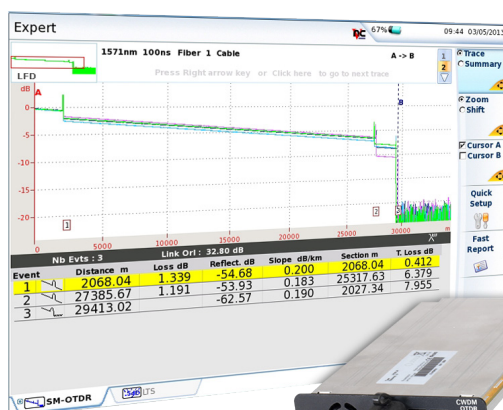 Expert
67%
09:44 03/05/2013
1571nm 100ns Fiber 1 Cable
A -> B
Press Right arrow key or Click here to go to next trace
LFD
1
2
Trace
Summary
Zoom
Shift
Cursor A
Cursor B
Quick
Setup
Fast
Report
dB
A
B
0
-5
-10
-15
-20
1
2
0 5000 10000 15000 20000 25000 30000 m
Nb Evts : 3 Link Orl : 32.80 dB
Event Distance m Loss dB Reflect. dB Slope dB/km Section m T. Loss dB
1 2068.04 1.339 -54.68 0.200 2068.04 0.412
2 27385.67 1.191 -53.93 0.183 25317.63 6.379
3 29413.02 -62.57 0.190 2027.34 7.955
SM-OTDR
LTS
CWDM
OTDR